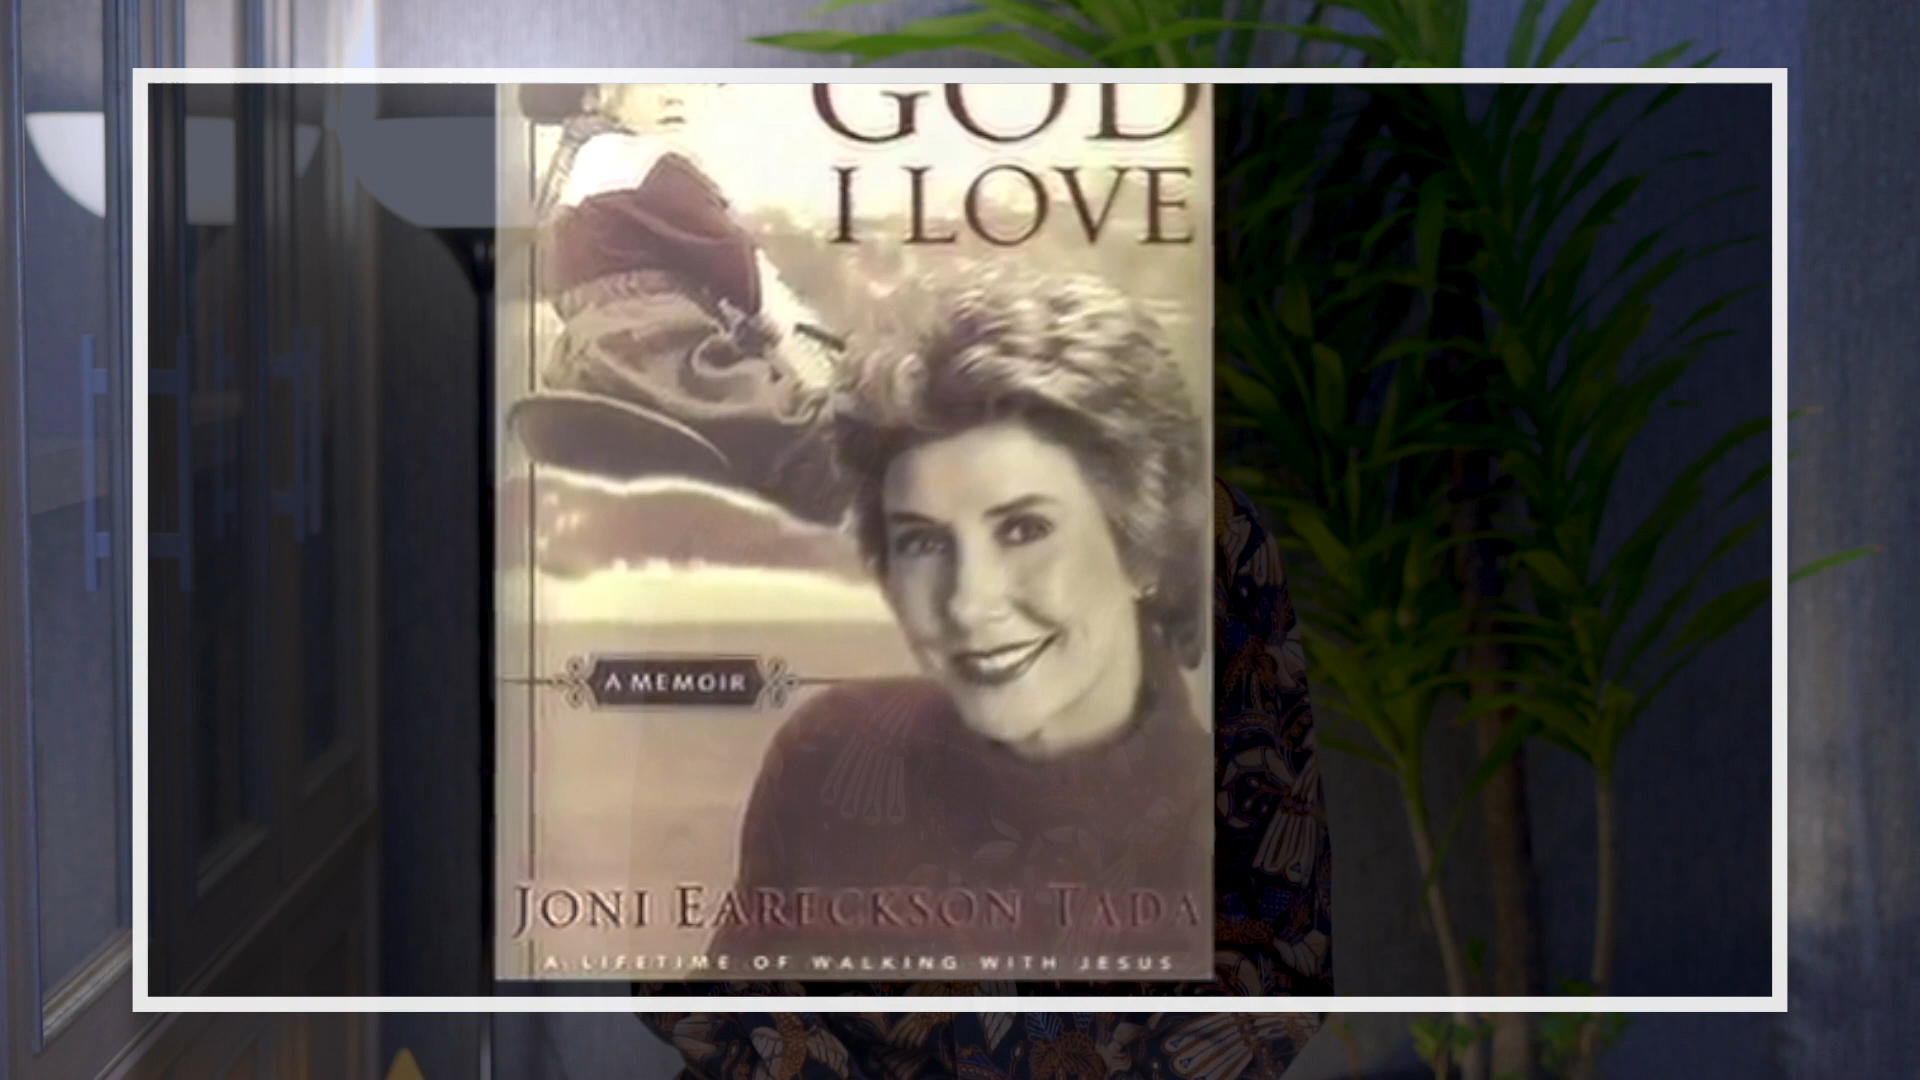 GOD
I LOVE
A MEMOIR
JONI EARECKSON TADA
A LIFETIME OF WALKING WITH JESUS